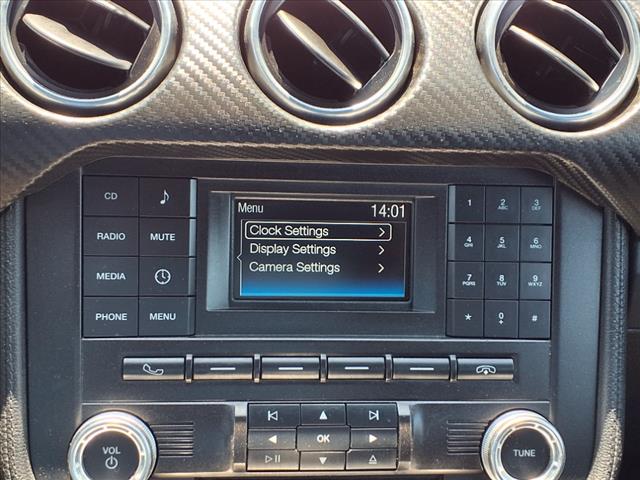 CD
RADIO MUTE
MEDIA
PHONE MENU
Menu 14:01
Clock Settings >
Display Settings >
Camera Settings >
1 2 ABC 3 DEF
4 GHI 5 JKL 6 MNO
7 PQRS 8 TUV 9 WXYZ
* 0 + #
OK
VOL
TUNE